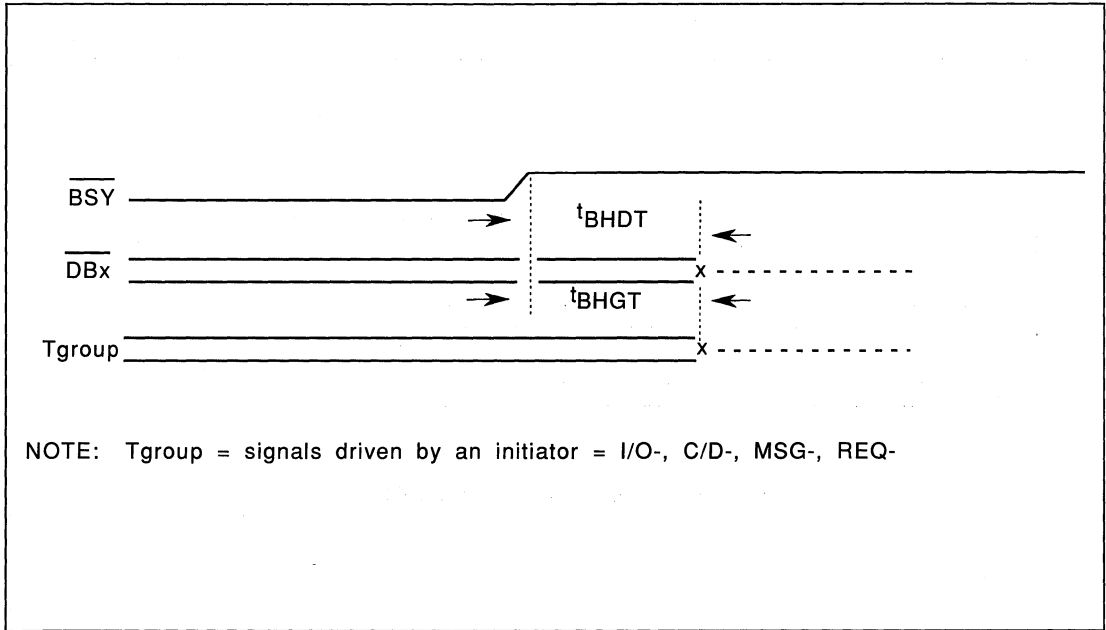 BSY
tBHDT
DBx
x
tBHGT
Tgroup
x
NOTE: Tgroup = signals driven by an initiator = I/O-, C/D-, MSG-, REQ-